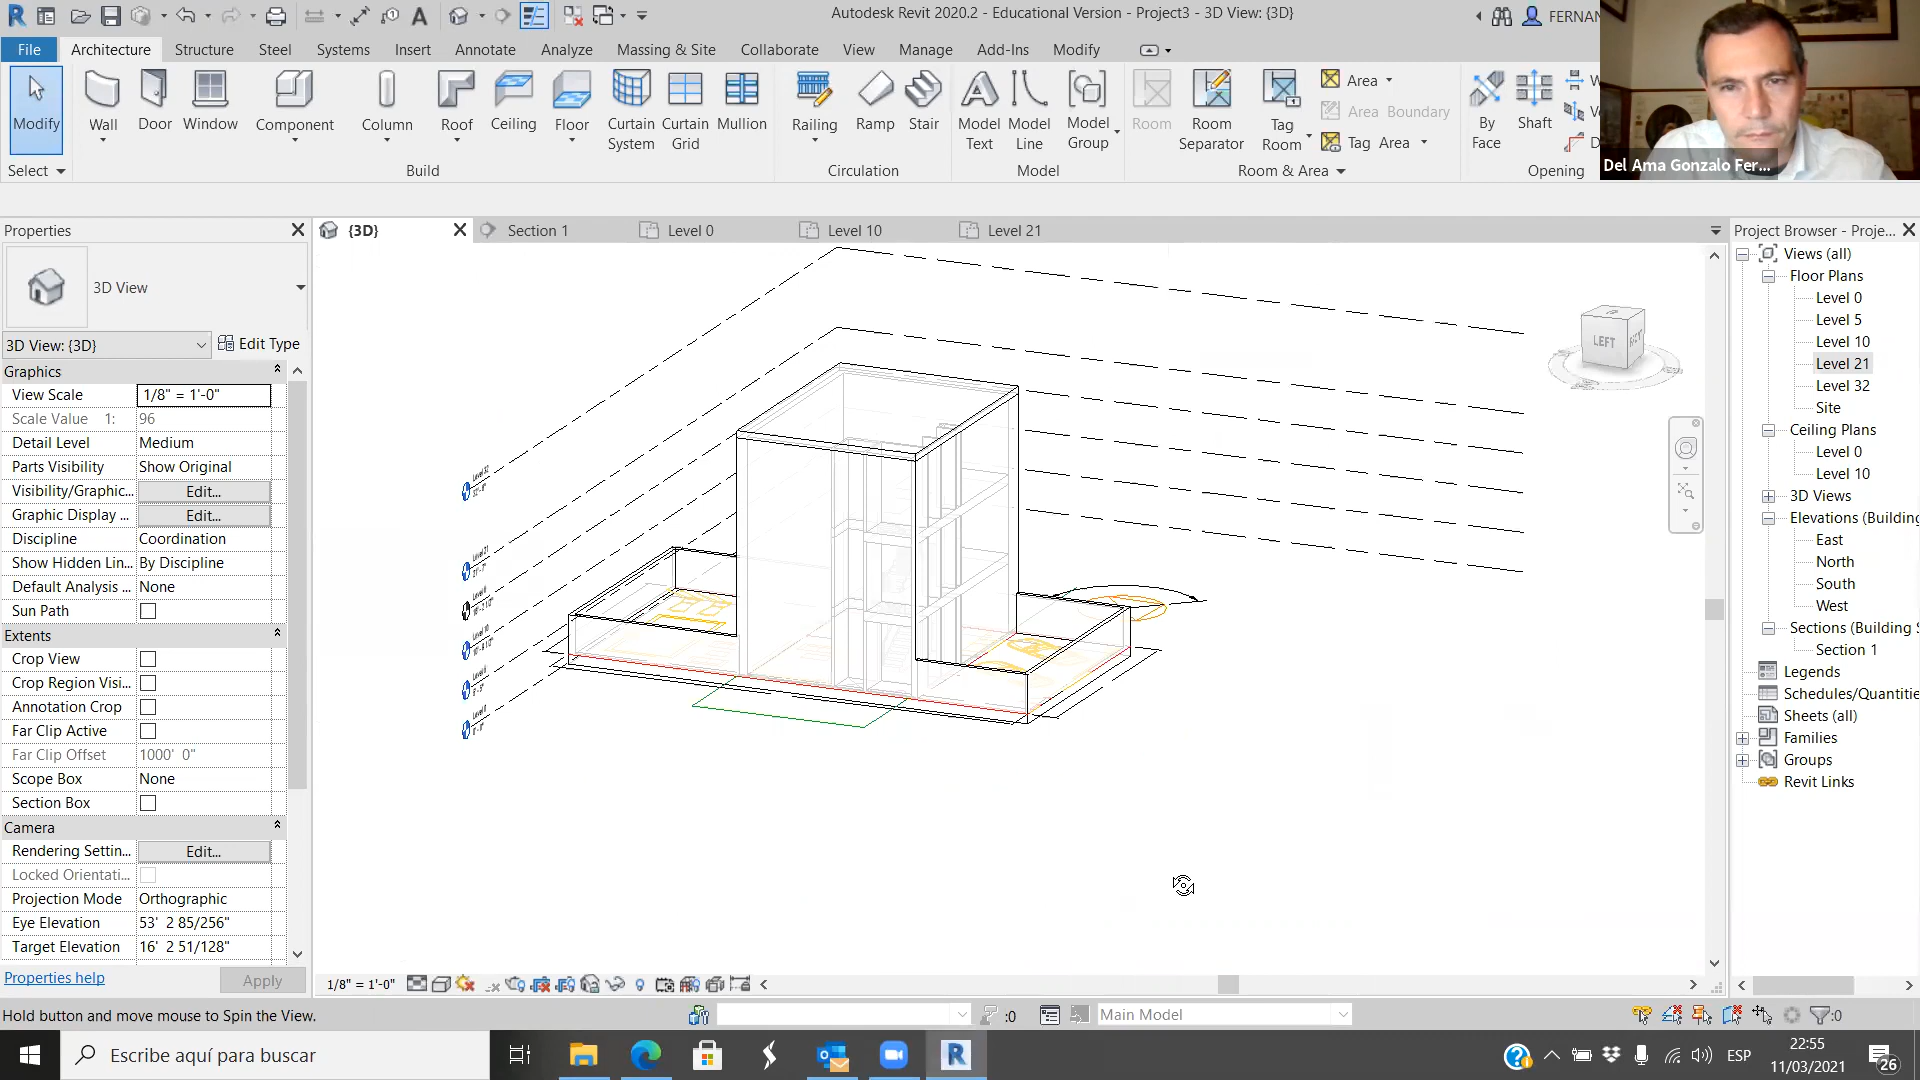 Autodesk Revit 2020.2 - Educational Version - Project3 - 3D View: {3D}
FERNAN
File Architecture Structure Steel Systems Insert Annotate Analyze Massing & Site Collaborate View Manage Add-Ins Modify
Modify
Wall
Door
Window
Component
Column
Roof
Ceiling
Floor
Curtain System
Curtain Grid
Mullion
Railing
Ramp
Stair
Model Text
Model Line
Model Group
Room
Room Separator
Tag Room
Area
Area Boundary
Tag Area
By Face
Shaft
Select
Build
Circulation
Model
Room & Area
Opening
Del Ama Gonzalo Fer...
Properties
{3D}
Section 1
Level 0
Level 10
Level 21
Project Browser - Proje...
3D View
3D View: {3D}
Edit Type
Graphics
View Scale 1/8" = 1'-0"
Scale Value 1: 96
Detail Level Medium
Parts Visibility Show Original
Visibility/Graphic... Edit...
Graphic Display ... Edit...
Discipline Coordination
Show Hidden Lin... By Discipline
Default Analysis ... None
Sun Path
Extents
Crop View
Crop Region Visi...
Annotation Crop
Far Clip Active
Far Clip Offset 1000' 0"
Scope Box None
Section Box
Camera
Rendering Settin... Edit...
Locked Orientati...
Projection Mode Orthographic
Eye Elevation 53' 2 85/256"
Target Elevation 16' 2 51/128"
Properties help
Apply
LEFT
Views (all)
Floor Plans
Level 0
Level 5
Level 10
Level 21
Level 32
Site
Ceiling Plans
Level 0
Level 10
3D Views
Elevations (Building
East
North
South
West
Sections (Building S
Section 1
Legends
Schedules/Quantitie
Sheets (all)
Families
Groups
Revit Links
1/8" = 1'-0"
Hold button and move mouse to Spin the View.
:0
Main Model
:0
Escribe aquí para buscar
ESP
22:55
11/03/2021
26